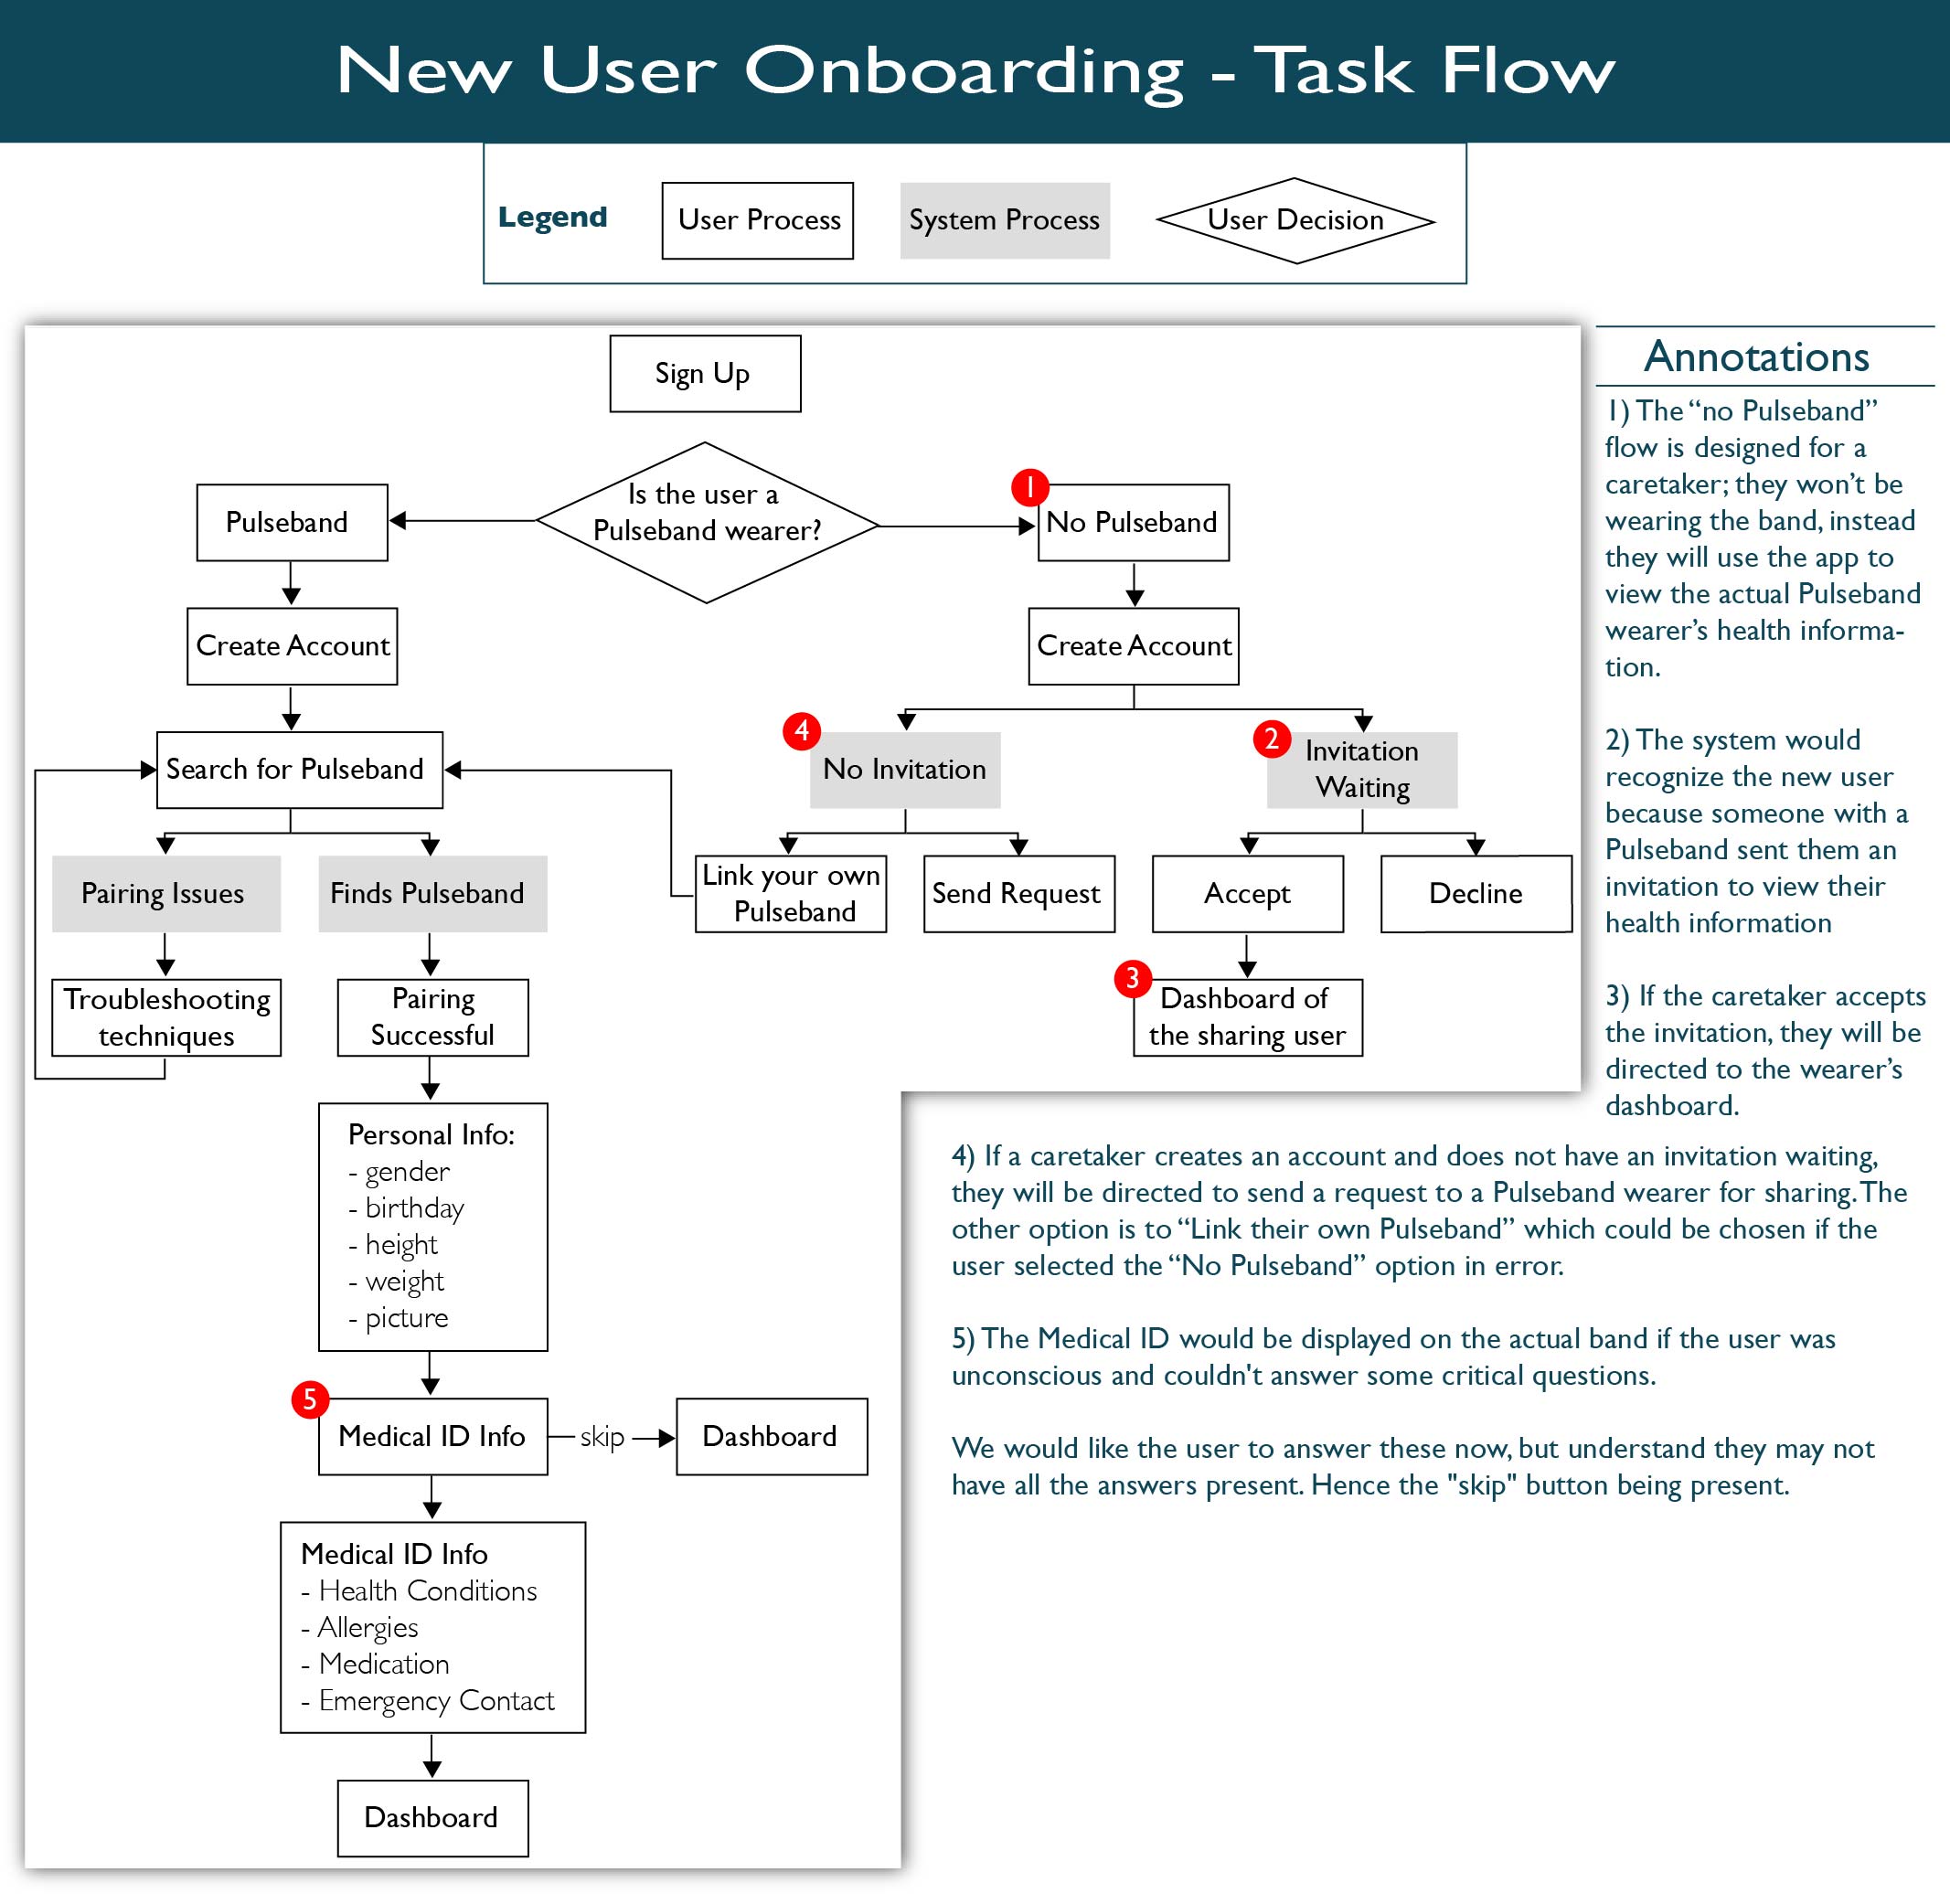 New User Onboarding - Task Flow
Legend
User Process
System Process
User Decision
Sign Up
Is the user a
Pulseband wearer?
Pulseband
1
No Pulseband
Create Account
Create Account
Search for Pulseband
4
No Invitation
2
Invitation
Waiting
Pairing Issues
Finds Pulseband
Link your own
Pulseband
Send Request
Accept
Decline
Troubleshooting
techniques
Pairing
Successful
3
Dashboard of
the sharing user
Personal Info:
- gender
- birthday
- height
- weight
- picture
5
Medical ID Info
skip
Dashboard
Medical ID Info
- Health Conditions
- Allergies
- Medication
- Emergency Contact
Dashboard
Annotations
1) The “no Pulseband”
flow is designed for a
caretaker; they won’t be
wearing the band, instead
they will use the app to
view the actual Pulseband
wearer’s health informa-
tion.
2) The system would
recognize the new user
because someone with a
Pulseband sent them an
invitation to view their
health information
3) If the caretaker accepts
the invitation, they will be
directed to the wearer’s
dashboard.
4) If a caretaker creates an account and does not have an invitation waiting,
they will be directed to send a request to a Pulseband wearer for sharing. The
other option is to “Link their own Pulseband” which could be chosen if the
user selected the “No Pulseband” option in error.
5) The Medical ID would be displayed on the actual band if the user was
unconscious and couldn't answer some critical questions.
We would like the user to answer these now, but understand they may not
have all the answers present. Hence the "skip" button being present.